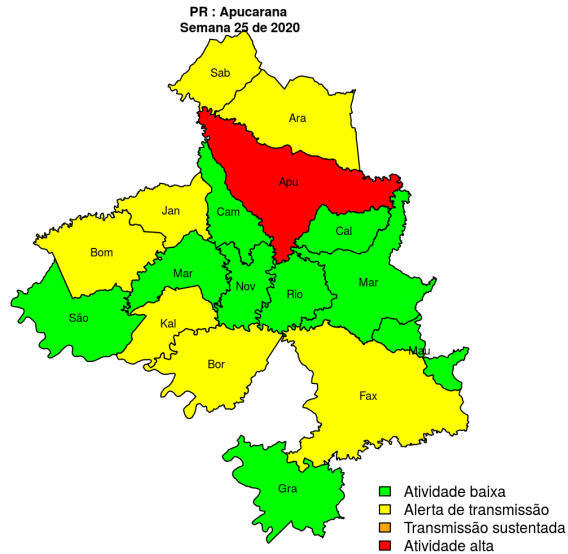 PR : Apucarana
Semana 25 de 2020
Sab
Ara
Apu
Jan
Cam
Cal
Bom
Mar
Nov
Rio
Mar
São
Kal
Mau
Bor
Fax
Gra
Atividade baixa
Alerta de transmissão
Transmissão sustentada
Atividade alta